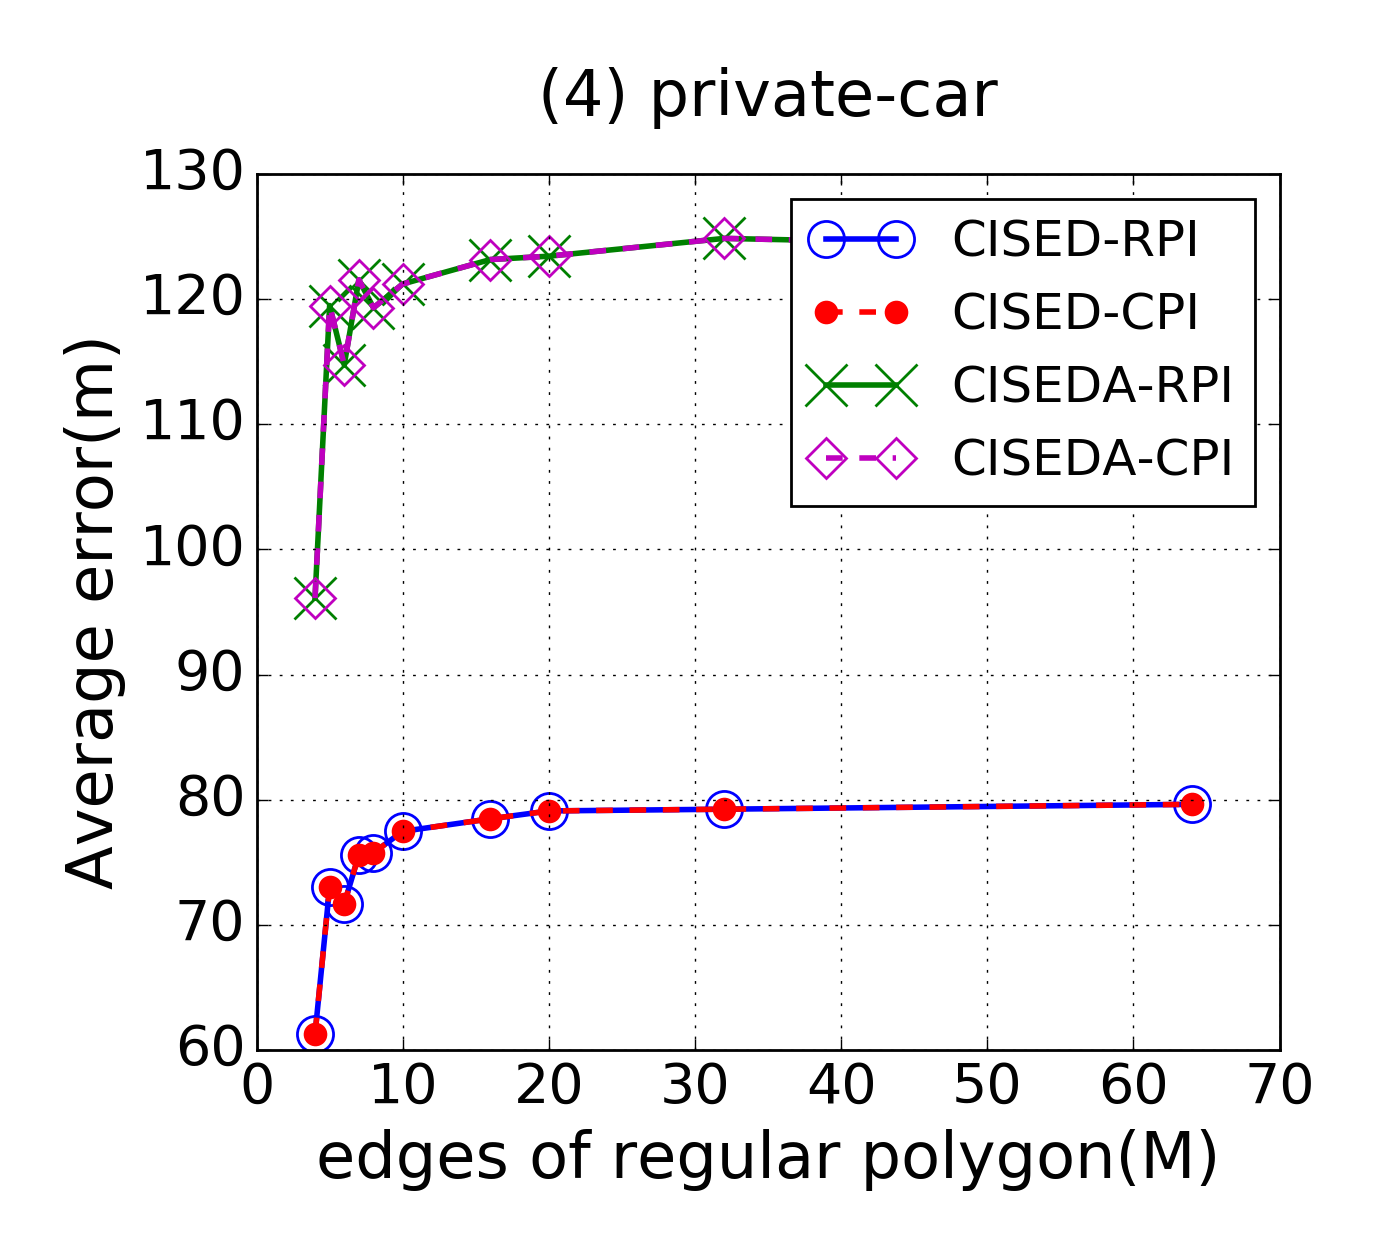 (4) private-car
130
120
110
100
90
80
70
60
Average error(m)
CISED-RPI
CISED-CPI
CISEDA-RPI
CISEDA-CPI
0 10 20 30 40 50 60 70
edges of regular polygon(M)